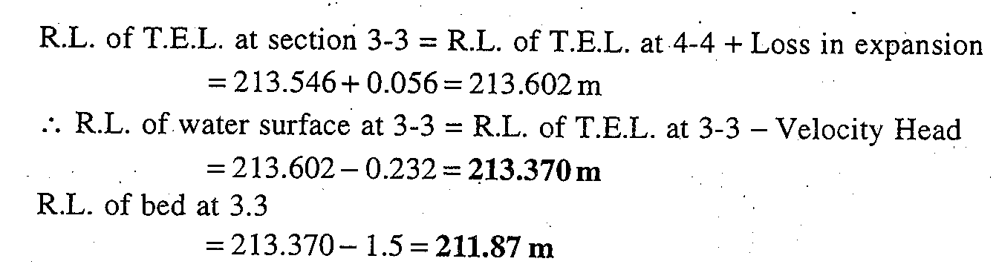 R.L. of T.E.L. at section 3-3 = R.L. of T.E.L. at 4-4 + Loss in expansion
= 213.546 + 0.056 = 213.602 m
∴ R.L. of water surface at 3-3 = R.L. of T.E.L. at 3-3 − Velocity Head
= 213.602 − 0.232 = 213.370 m
R.L. of bed at 3.3
= 213.370 − 1.5 = 211.87 m